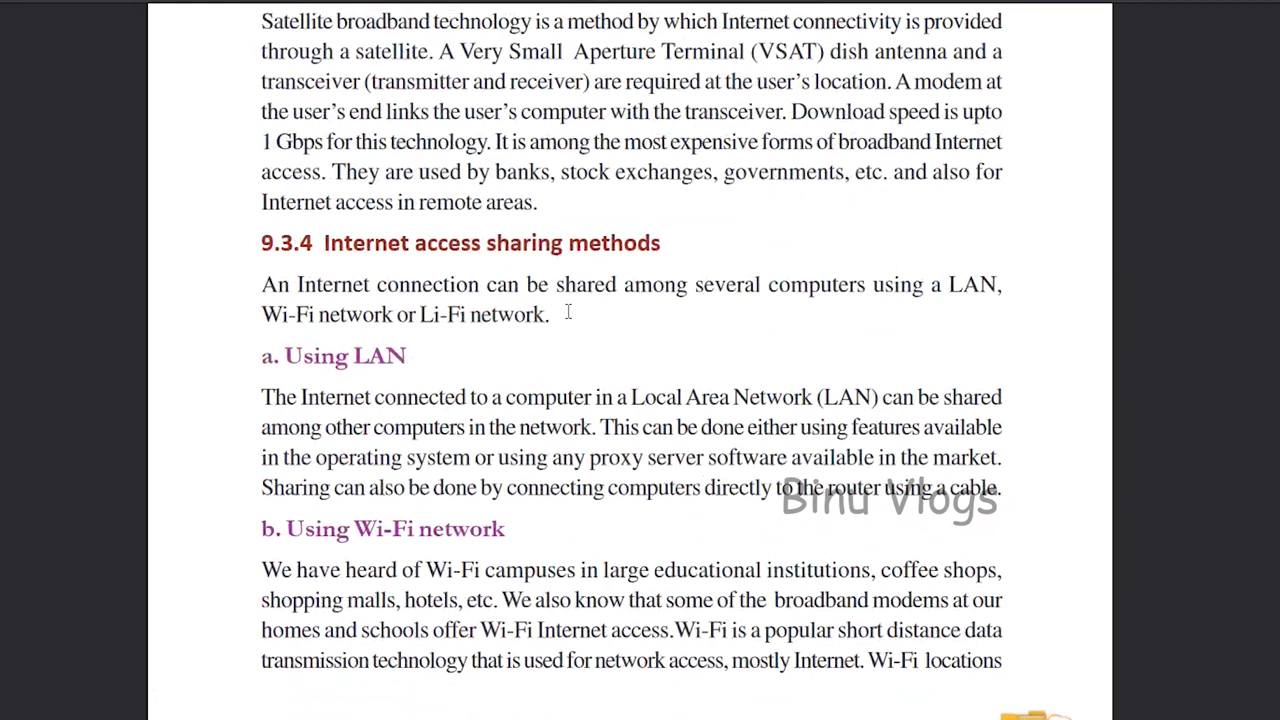 Satellite broadband technology is a method by which Internet connectivity is provided
through a satellite. A Very Small Aperture Terminal (VSAT) dish antenna and a
transceiver (transmitter and receiver) are required at the user’s location. A modem at
the user’s end links the user’s computer with the transceiver. Download speed is upto
1 Gbps for this technology. It is among the most expensive forms of broadband Internet
access. They are used by banks, stock exchanges, governments, etc. and also for
Internet access in remote areas.
9.3.4 Internet access sharing methods
An Internet connection can be shared among several computers using a LAN,
Wi-Fi network or Li-Fi network.
a. Using LAN
The Internet connected to a computer in a Local Area Network (LAN) can be shared
among other computers in the network. This can be done either using features available
in the operating system or using any proxy server software available in the market.
Sharing can also be done by connecting computers directly to the router using a cable.
Binu Vlogs
b. Using Wi-Fi network
We have heard of Wi-Fi campuses in large educational institutions, coffee shops,
shopping malls, hotels, etc. We also know that some of the broadband modems at our
homes and schools offer Wi-Fi Internet access.Wi-Fi is a popular short distance data
transmission technology that is used for network access, mostly Internet. Wi-Fi locations